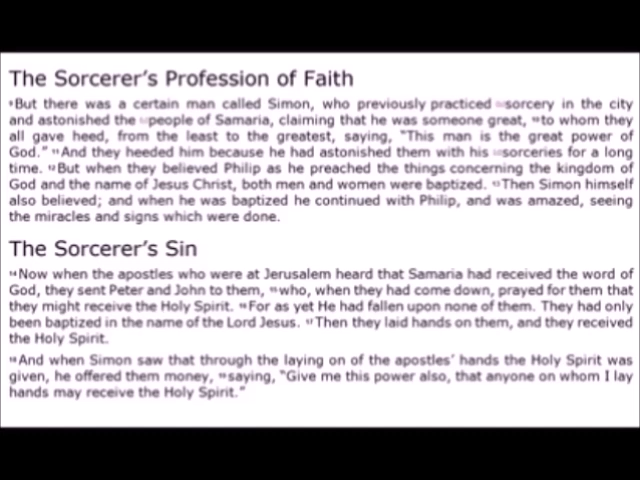 The Sorcerer's Profession of Faith
⁹But there was a certain man called Simon, who previously practiced sorcery in the city
and astonished the people of Samaria, claiming that he was someone great, ¹⁰to whom they
all gave heed, from the least to the greatest, saying, "This man is the great power of
God." ¹¹And they heeded him because he had astonished them with his sorceries for a long
time. ¹²But when they believed Philip as he preached the things concerning the kingdom of
God and the name of Jesus Christ, both men and women were baptized. ¹³Then Simon himself
also believed; and when he was baptized he continued with Philip, and was amazed, seeing
the miracles and signs which were done.
The Sorcerer's Sin
¹⁴Now when the apostles who were at Jerusalem heard that Samaria had received the word of
God, they sent Peter and John to them, ¹⁵who, when they had come down, prayed for them that
they might receive the Holy Spirit. ¹⁶For as yet He had fallen upon none of them. They had only
been baptized in the name of the Lord Jesus. ¹⁷Then they laid hands on them, and they received
the Holy Spirit.
¹⁸And when Simon saw that through the laying on of the apostles' hands the Holy Spirit was
given, he offered them money, ¹⁹saying, "Give me this power also, that anyone on whom I lay
hands may receive the Holy Spirit."